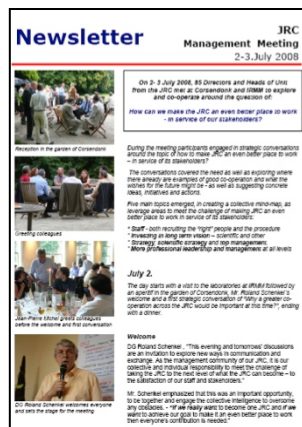 Newsletter
JRC
Management Meeting
2-3.July 2008
On 2- 3 July 2008, 85 Directors and Heads of Unit
from the JRC met at Corsendonk and IRMM to explore
and co-operate around the question of:
How can we make the JRC an even better place to work
- in service of our stakeholders?
Reception in the garden of Corsendonk
During the meeting participants engaged in strategic conversations
around the topic of how to make JRC an even better place to work –
in service of its stakeholders?
The conversations covered the need as well as exploring where
there already are examples of good co-operation and what the
wishes for the future might be - as well as suggesting concrete
ideas, initiatives and actions.
Greeting colleagues
Five main topics emerged, in creating a collective mind-map, as
leverage areas to meet the challenge of making JRC an even
better place to work in service of its stakeholders:
* Staff - both recruiting the "right" people and the procedure
* Investing in long term vision – scientific and other
* Strategy, scientific strategy and top management
* More professional leadership and management at all levels
July 2.
The day starts with a visit to the laboratories at IRMM followed by
an aperitif in the garden of Corsendonk, Mr. Roland Schenkel's
welcome and a first strategic conversation of "Why a greater co-
operation across the JRC would be important at this time?", ending
with a dinner.
Jean-Pierre Michel greets colleagues
before the welcome and first conversation
Welcome
DG Roland Schenkel , "This evening and tomorrows' discussions
are an invitation to explore new ways in communication and
exchange. As the management community of our JRC, it is our
collective and individual responsibility to meet the challenge of
taking the JRC to the next level of what the JRC can become – to
the satisfaction of our staff and stakeholders."
DG Roland Schenkel welcomes everyone
and sets the stage for the meeting
Mr. Schenkel emphasized that this was an important opportunity,
to be together and engage the collective intelligence to overcome
any obstacles. - "If we really want to become one JRC and if we
want to achieve our goal to make it an even better place to work
then everyone's contribution is needed."